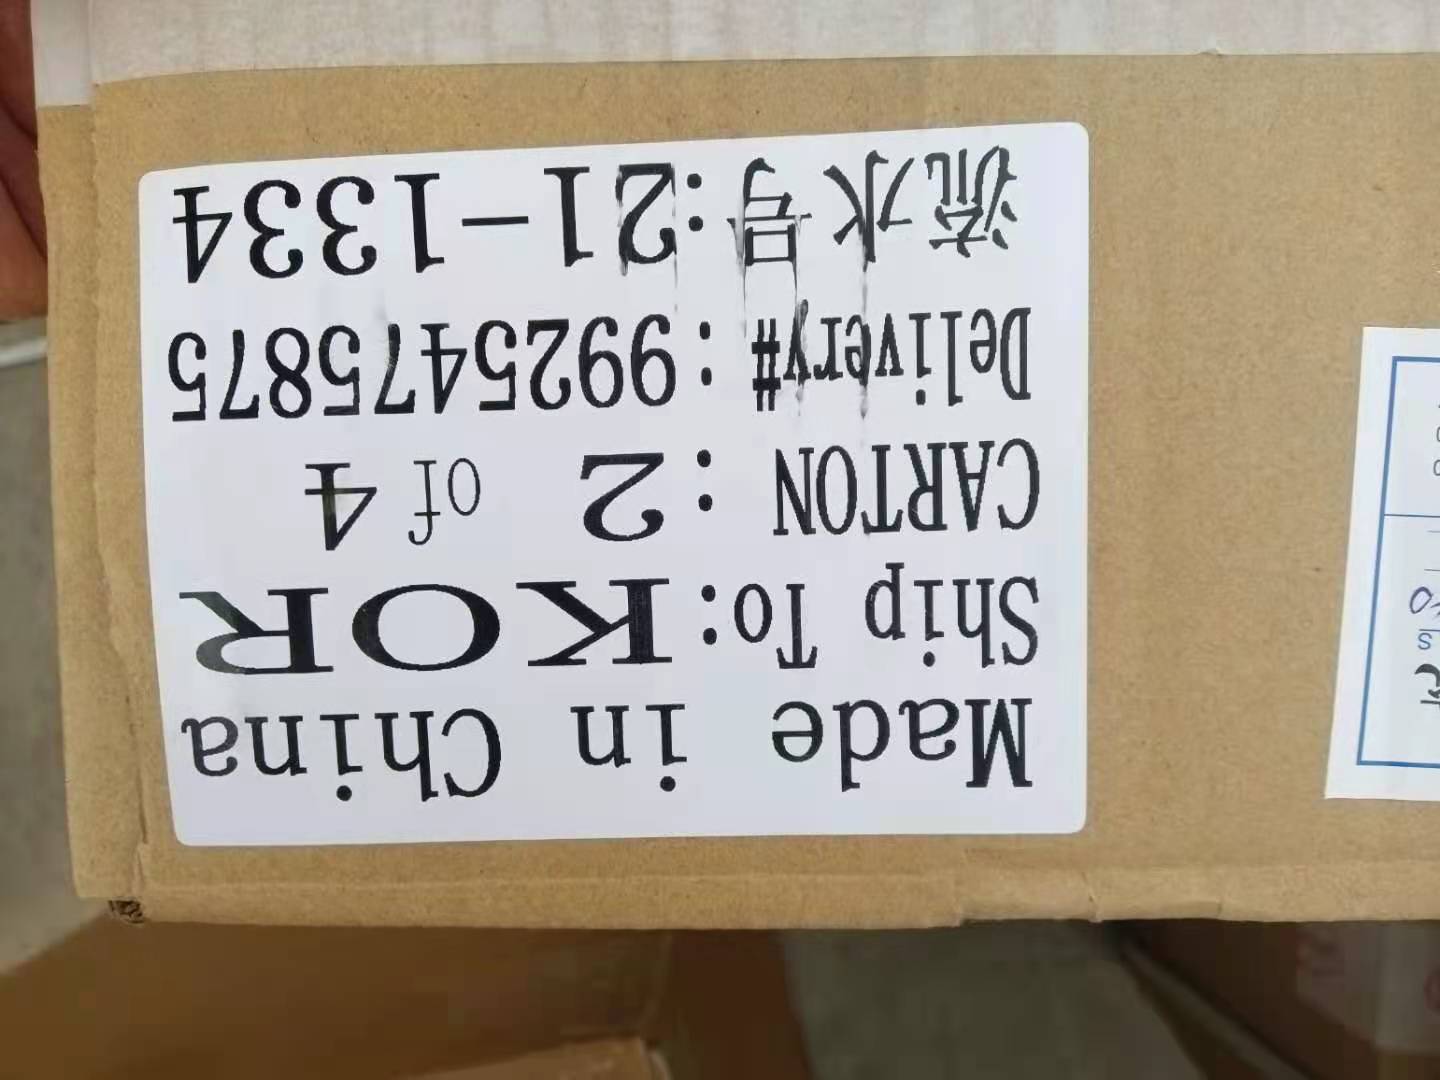 Made in China
Ship To:KOR
CARTON : 2 of 4
Delivery# : 9925475875
流水号:21-1334